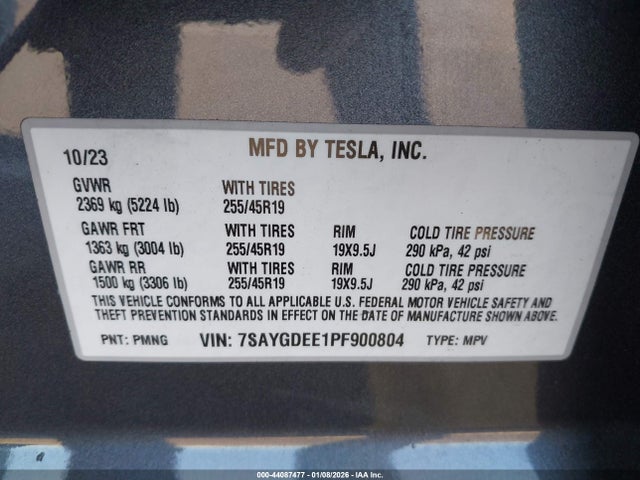 10/23 MFD BY TESLA, INC.
GVWR WITH TIRES
2369 kg (5224 lb) 255/45R19
GAWR FRT WITH TIRES RIM COLD TIRE PRESSURE
1363 kg (3004 lb) 255/45R19 19X9.5J 290 kPa, 42 psi
GAWR RR WITH TIRES RIM COLD TIRE PRESSURE
1500 kg (3306 lb) 255/45R19 19X9.5J 290 kPa, 42 psi
THIS VEHICLE CONFORMS TO ALL APPLICABLE U.S. FEDERAL MOTOR VEHICLE SAFETY AND
THEFT PREVENTION STANDARDS IN EFFECT ON THE DATE OF MANUFACTURE SHOWN ABOVE.
PNT: PMNG VIN: 7SAYGDEE1PF900804 TYPE: MPV
000-44087477 - 01/08/2026 - IAA Inc.